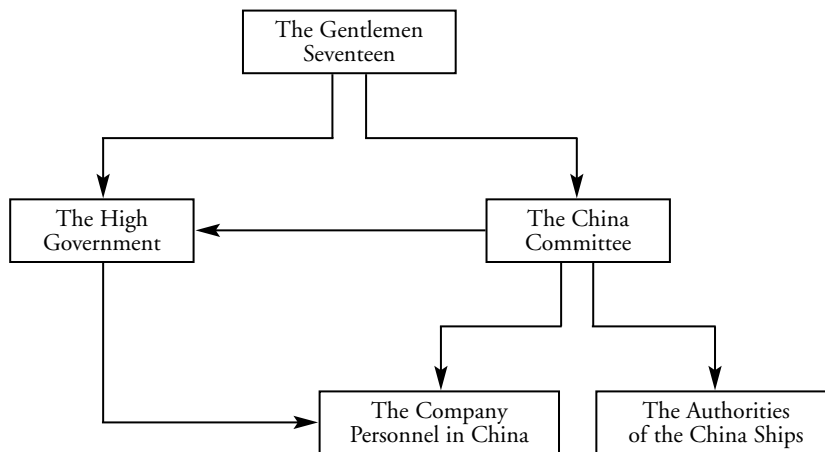 The Gentlemen
Seventeen
The High
Government
The China
Committee
The Company
Personnel in China
The Authorities
of the China Ships